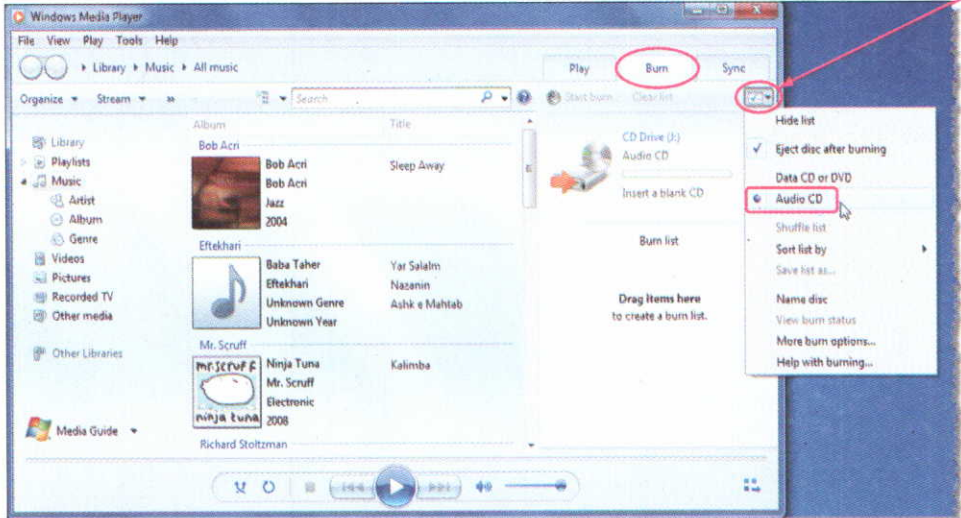 Windows Media Player
File View Play Tools Help
Library Music All music
Play Burn Sync
Organize Stream » Search Start burn Clear list
Album Title
Library
Playlists
Music
Artist
Album
Genre
Videos
Pictures
Recorded TV
Other media
Other Libraries
Media Guide
Bob Acri
Bob Acri Sleep Away
Bob Acri
Jazz
2004
Eftekhari
Baba Taher Yar Salalm
Eftekhari Nazanin
Unknown Genre Ashk e Mahtab
Unknown Year
Mr. Scruff
mr.scruff
ninja tuna
Ninja Tuna Kalimba
Mr. Scruff
Electronic
2008
Richard Stoltzman
CD Drive (J:)
Audio CD
Insert a blank CD
Burn list
Drag items here
to create a burn list.
Hide list
Eject disc after burning
Data CD or DVD
Audio CD
Shuffle list
Sort list by
Save list as...
Name disc
View burn status
More burn options...
Help with burning...